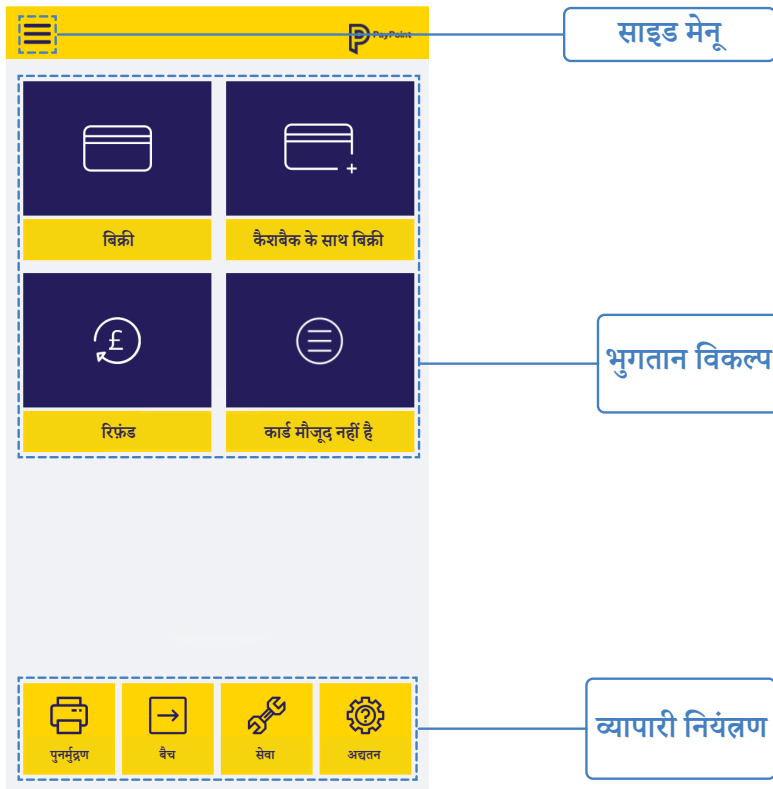 PayPoint
साइड मेनू
बिक्री
कैशबैक के साथ बिक्री
£
रिफ़ंड
कार्ड मौजूद नहीं है
भुगतान विकल्प
पुनर्मुद्रण
बैच
सेवा
अद्यतन
व्यापारी नियंत्रण